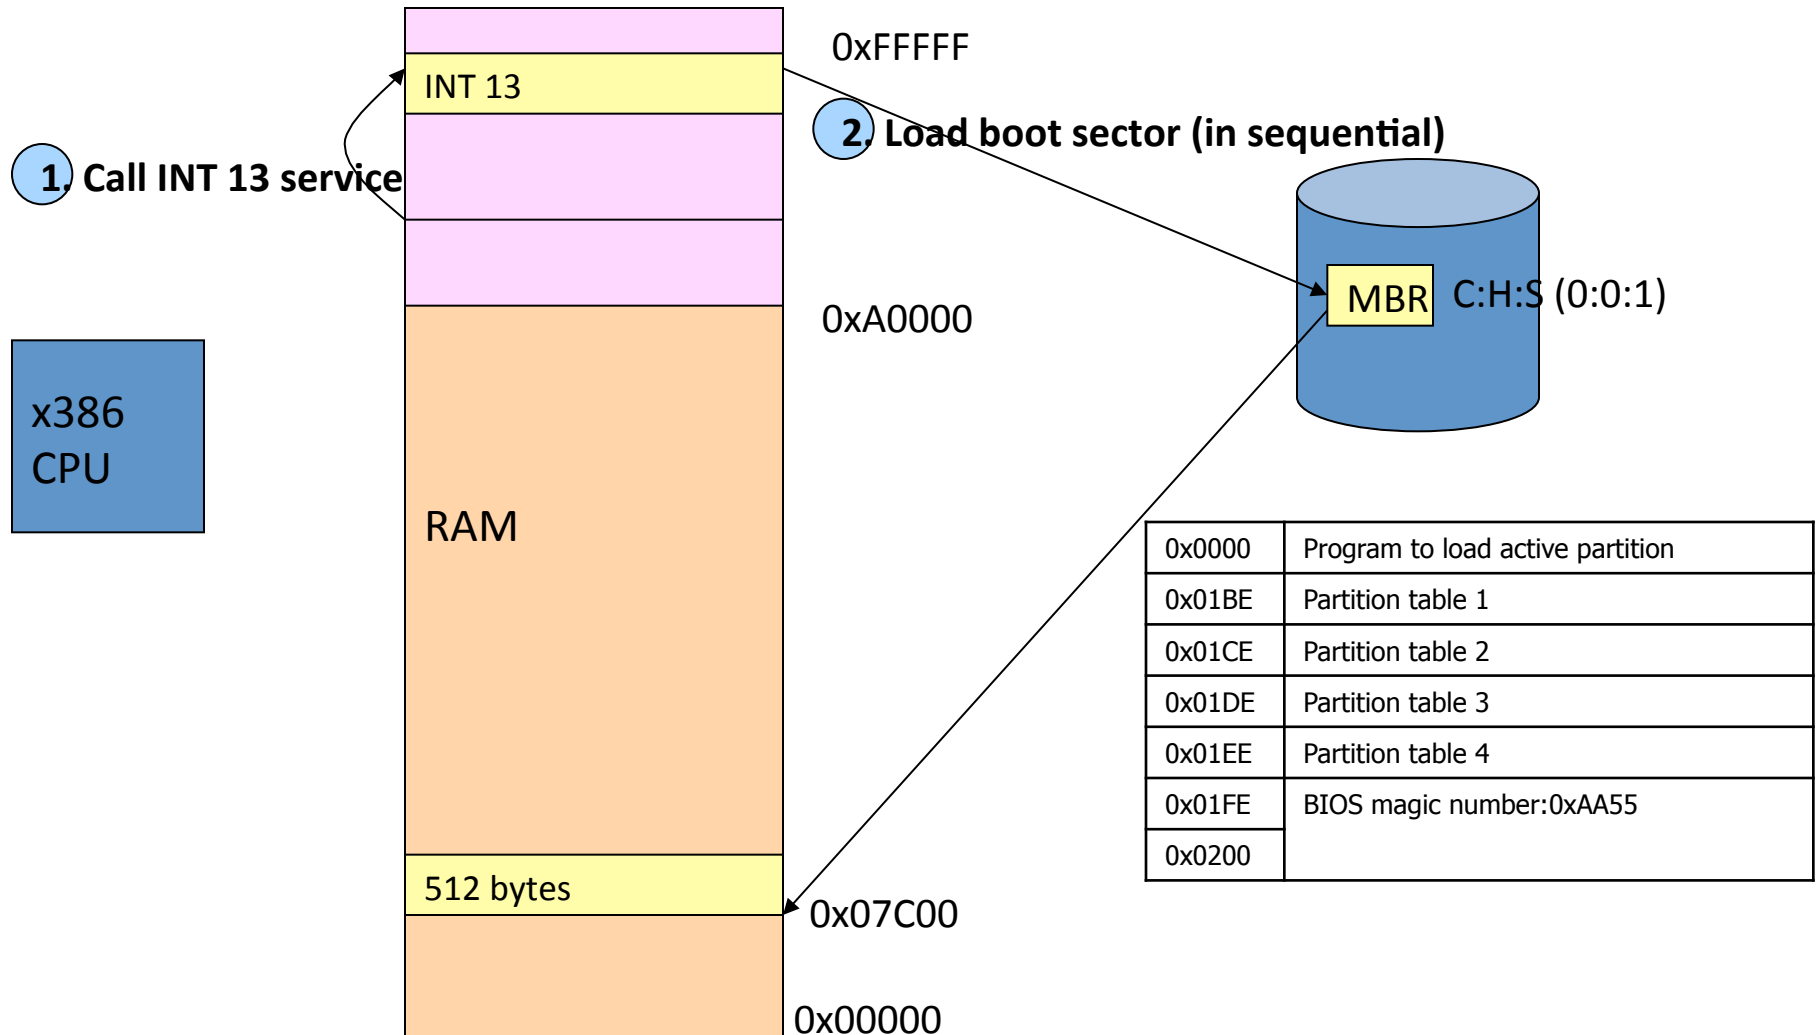 0xFFFFF
INT 13
2. Load boot sector (in sequential)
1. Call INT 13 service
MBR
C:H:S (0:0:1)
0xA0000
x386
CPU
RAM
0x0000 Program to load active partition
0x01BE Partition table 1
0x01CE Partition table 2
0x01DE Partition table 3
0x01EE Partition table 4
0x01FE BIOS magic number:0xAA55
0x0200
512 bytes
0x07C00
0x00000